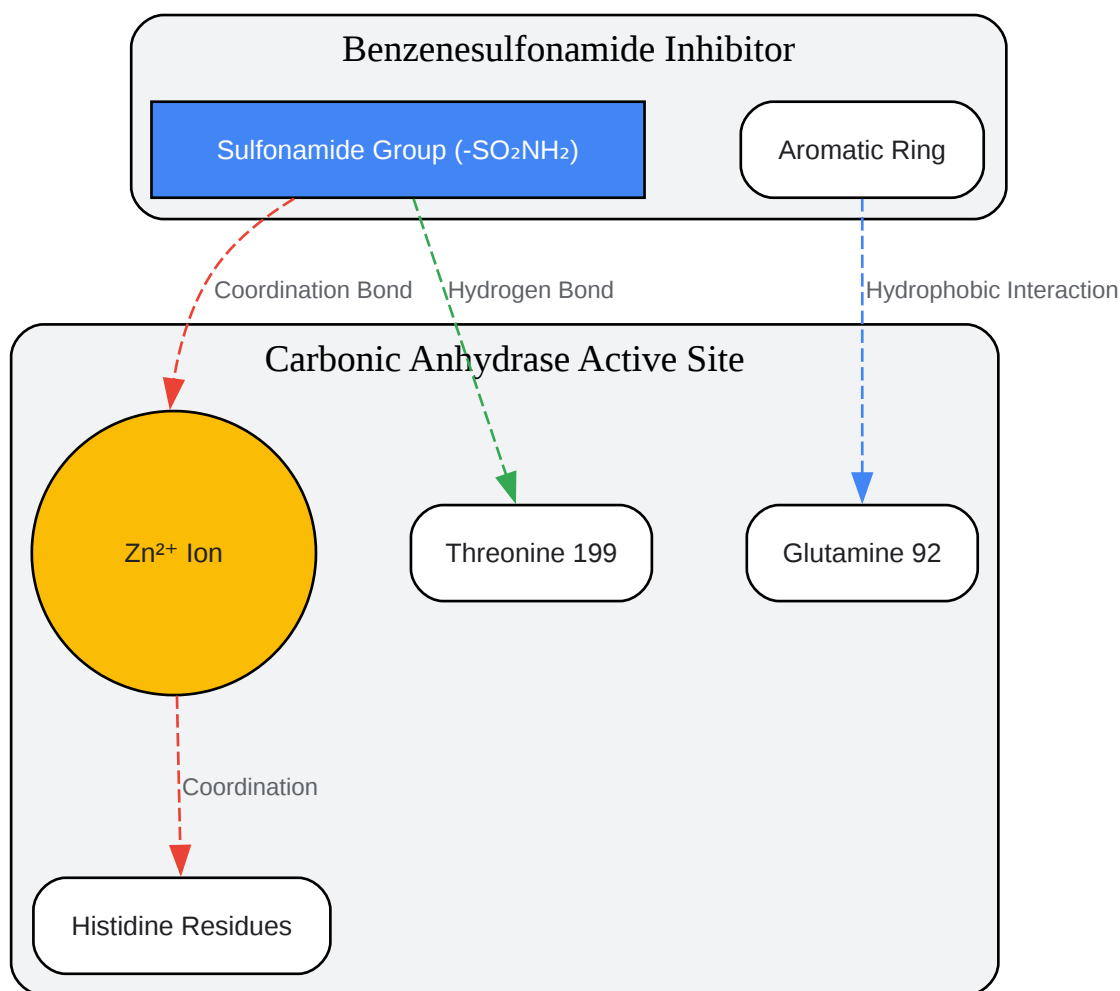 Benzenesulfonamide Inhibitor
Sulfonamide Group (-SO₂NH₂)
Aromatic Ring
Coordination Bond
Hydrogen Bond
Hydrophobic Interaction
Carbonic Anhydrase Active Site
Zn²⁺ Ion
Threonine 199
Glutamine 92
Coordination
Histidine Residues